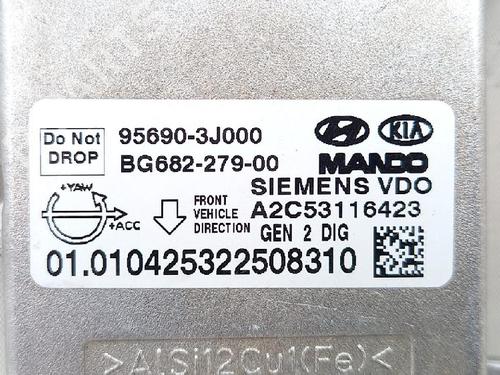 Do Not
DROP
95690-3J000
BG682-279-00
KIA
MANDO
SIEMENS VDO
+YAW
+ACC
FRONT
VEHICLE
DIRECTION
A2C53116423
GEN 2 DIG
01.010425322508310
>AlSi12Cu1(Fe)<